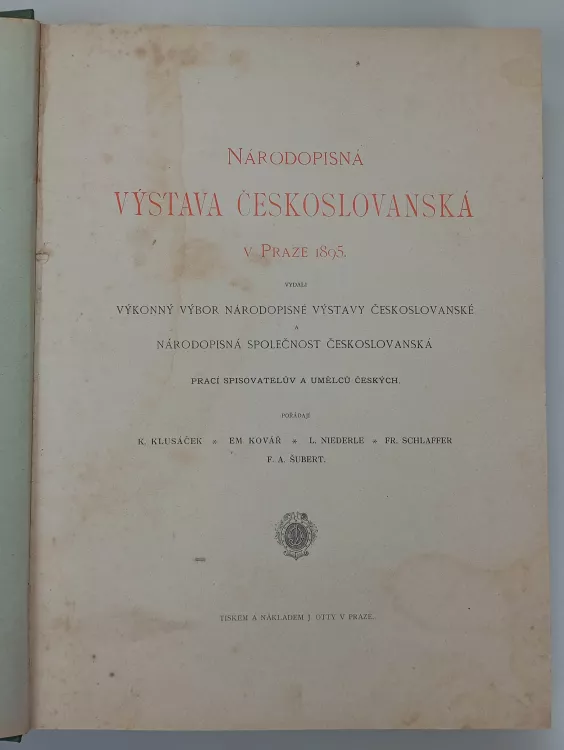 NÁRODOPISNÁ
VÝSTAVA ČESKOSLOVANSKÁ
V PRAZE 1895.
VYDALI
VÝKONNÝ VÝBOR NÁRODOPISNÉ VÝSTAVY ČESKOSLOVANSKÉ
A
NÁRODOPISNÁ SPOLEČNOST ČESKOSLOVANSKÁ
PRACÍ SPISOVATELŮV A UMĚLCŮ ČESKÝCH.
POŘÁDAJÍ
K. KLUSÁČEK * EM KOVÁŘ * L. NIEDERLE * FR. SCHLAFFER
F. A. ŠUBERT.
TISKEM A NÁKLADEM J. OTTY V PRAZE.